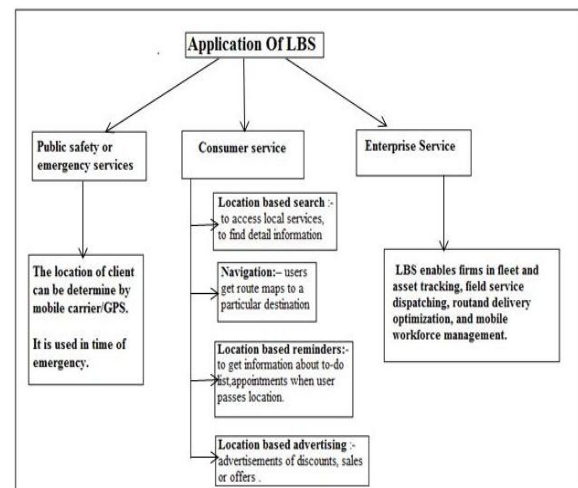 Application Of LBS
Public safety or
emergency services
Consumer service
Enterprise Service
The location of client
can be determine by
mobile carrier/GPS.
It is used in time of
emergency.
Location based search :-
to access local services,
to find detail information
Navigation:– users
get route maps to a
particular destination
Location based reminders:-
to get information about to-do
list,appointments when user
passes location.
Location based advertising :-
advertisements of discounts, sales
or offers .
LBS enables firms in fleet and
asset tracking, field service
dispatching, routand delivery
optimization, and mobile
workforce management.